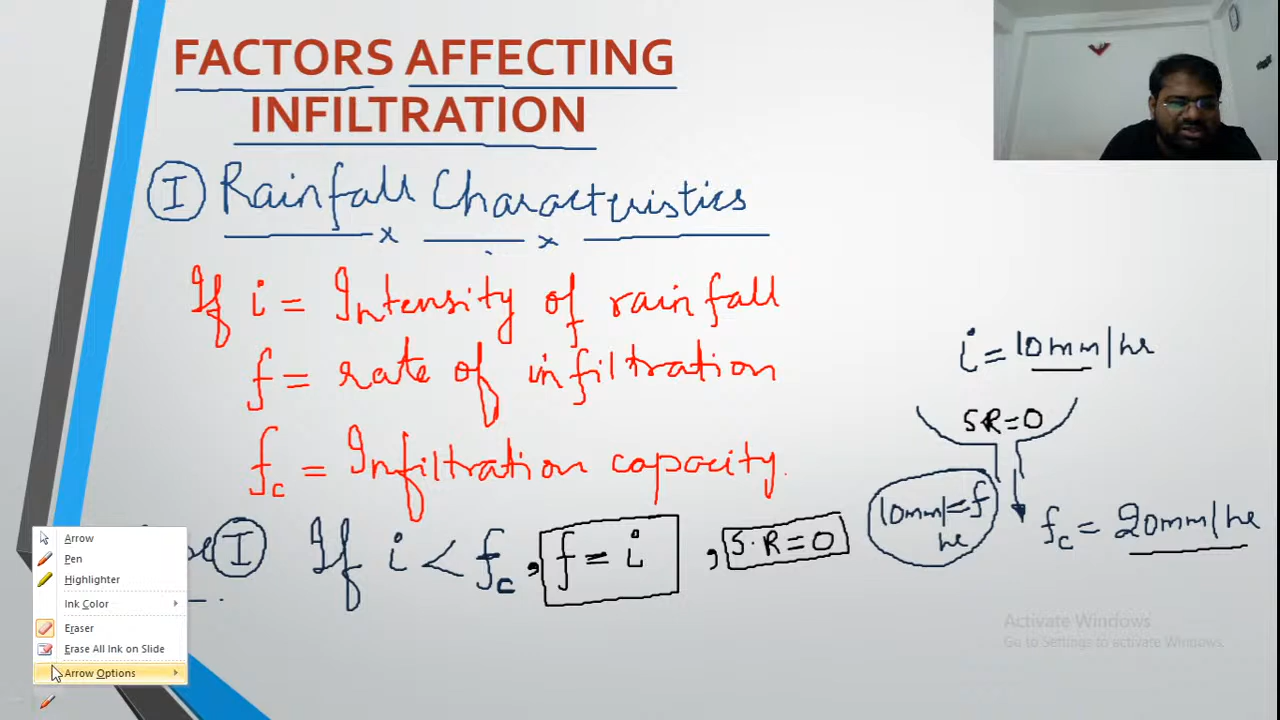 FACTORS AFFECTING
INFILTRATION
I Rainfall Characteristics
If i = Intensity of rainfall
f = rate of infiltration
fc = Infiltration capacity.
I If i < fc, f = i , S.R=0
i = 10mm/hr
S.R=0
10mm/hr = f
fc = 20mm/hr
Arrow
Pen
Highlighter
Ink Color
Eraser
Erase All Ink on Slide
Arrow Options
Activate Windows
Go to Settings to activate Windows.